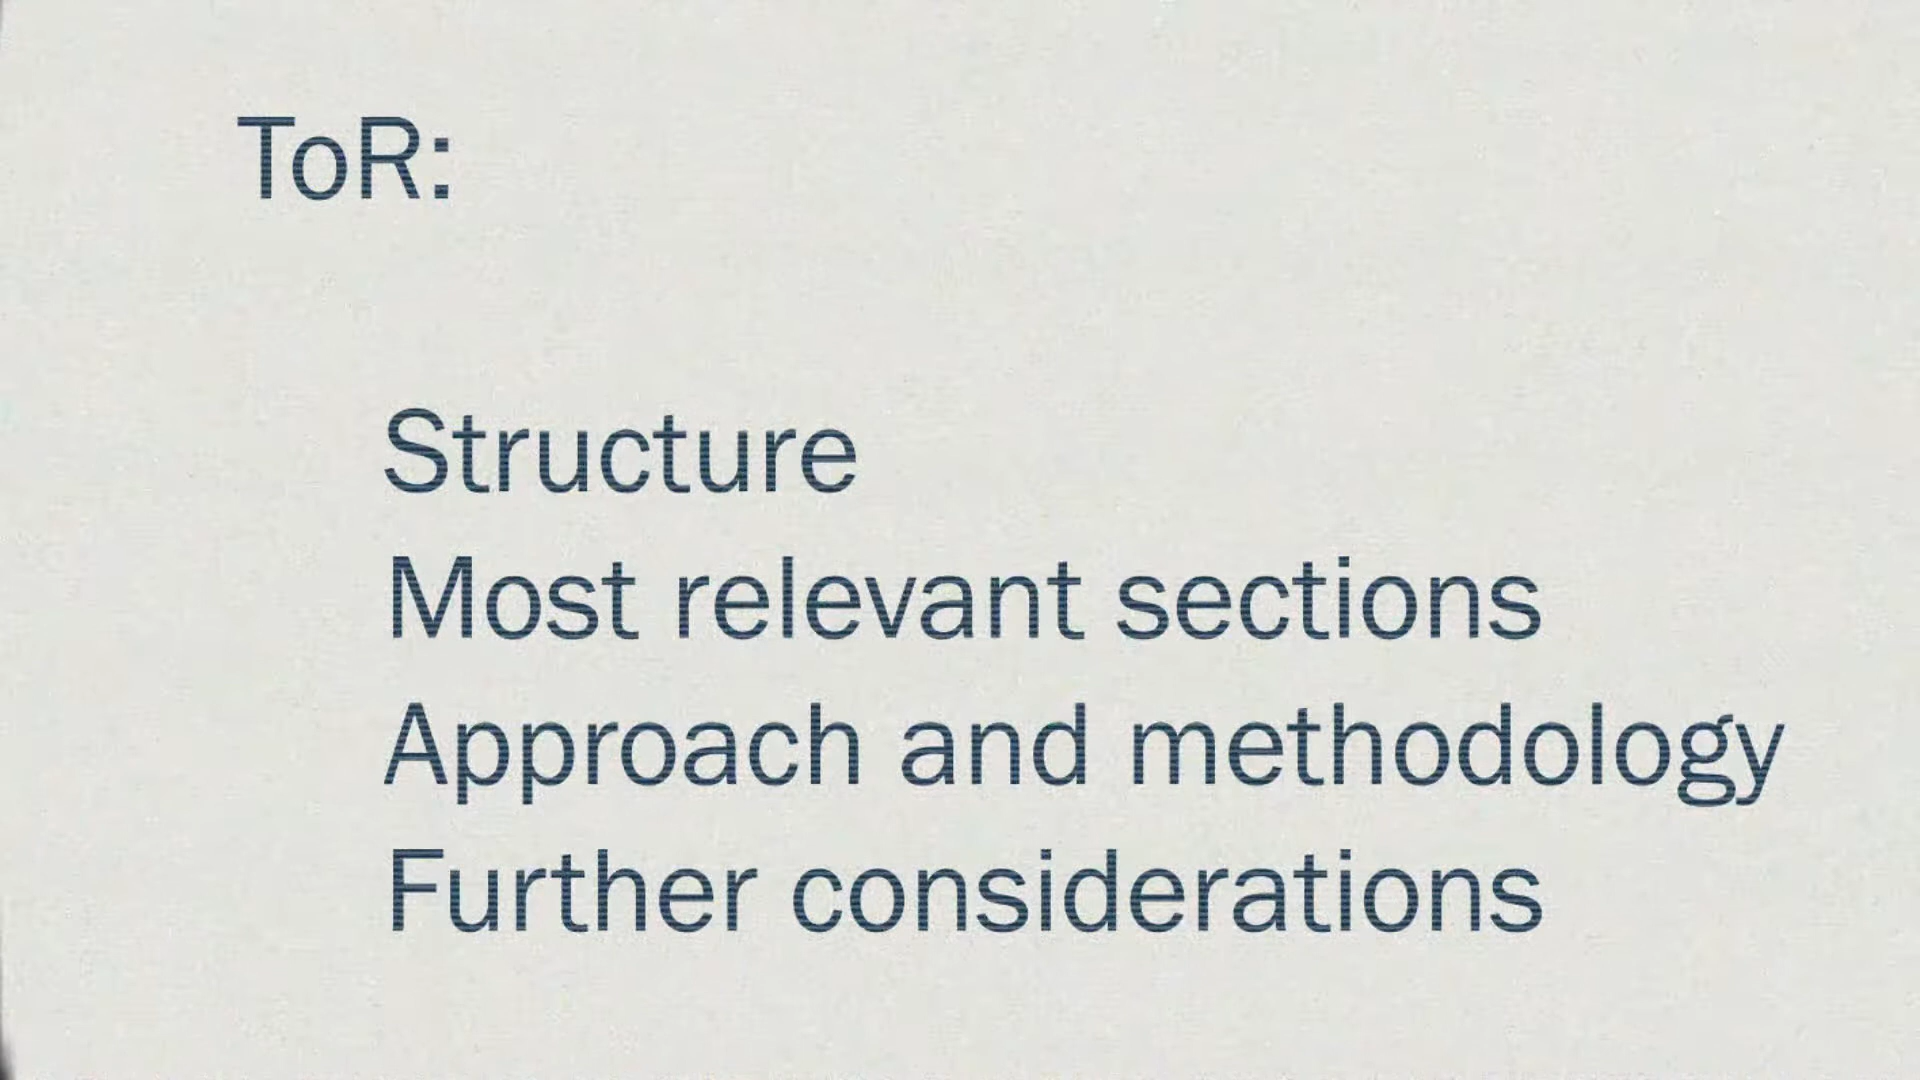 ToR:
Structure
Most relevant sections
Approach and methodology
Further considerations